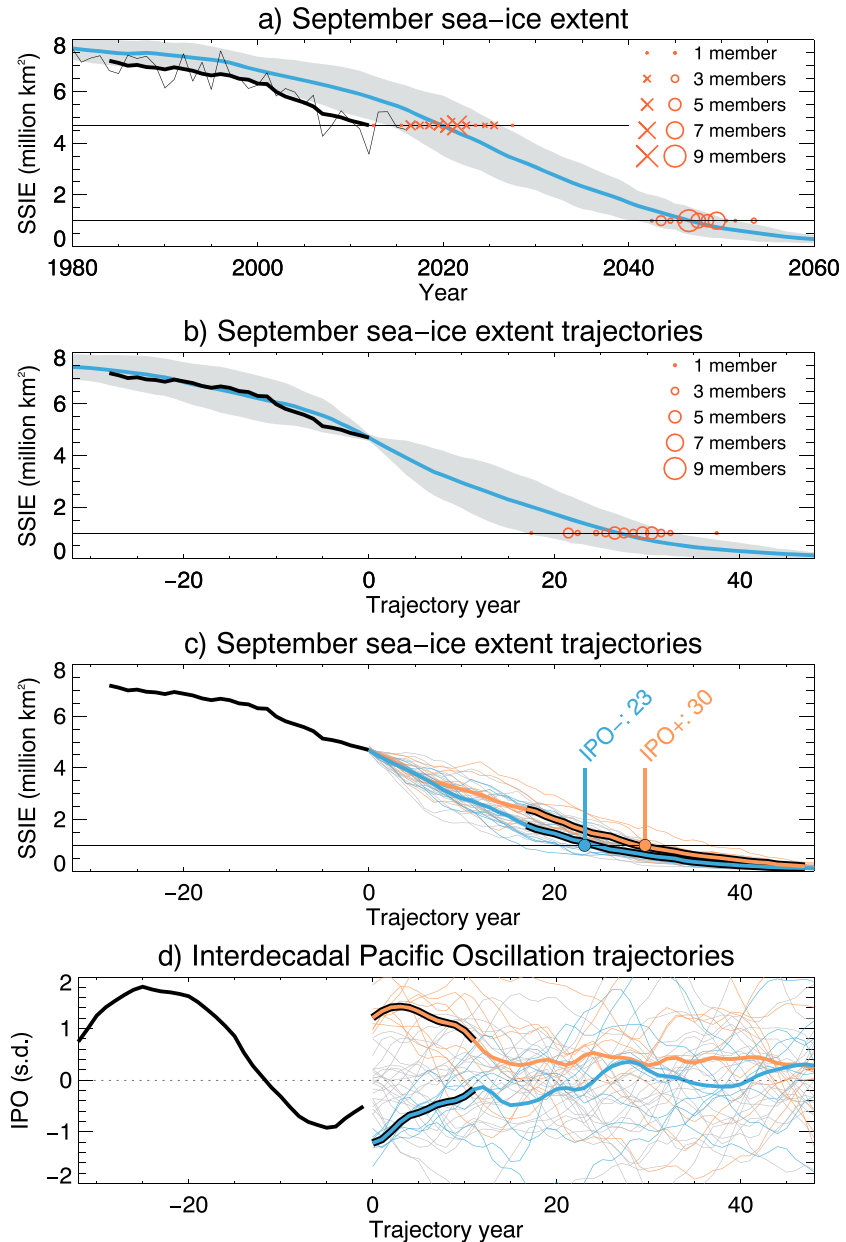 a) September sea-ice extent
SSIE (million km²)
8
6
4
2
0
1 member
3 members
5 members
7 members
9 members
1980 2000 2020 2040 2060
Year
b) September sea-ice extent trajectories
SSIE (million km²)
8
6
4
2
0
1 member
3 members
5 members
7 members
9 members
−20 0 20 40
Trajectory year
c) September sea-ice extent trajectories
SSIE (million km²)
8
6
4
2
0
IPO−: 23
IPO+: 30
−20 0 20 40
Trajectory year
d) Interdecadal Pacific Oscillation trajectories
IPO (s.d.)
2
1
0
−1
−2
−20 0 20 40
Trajectory year